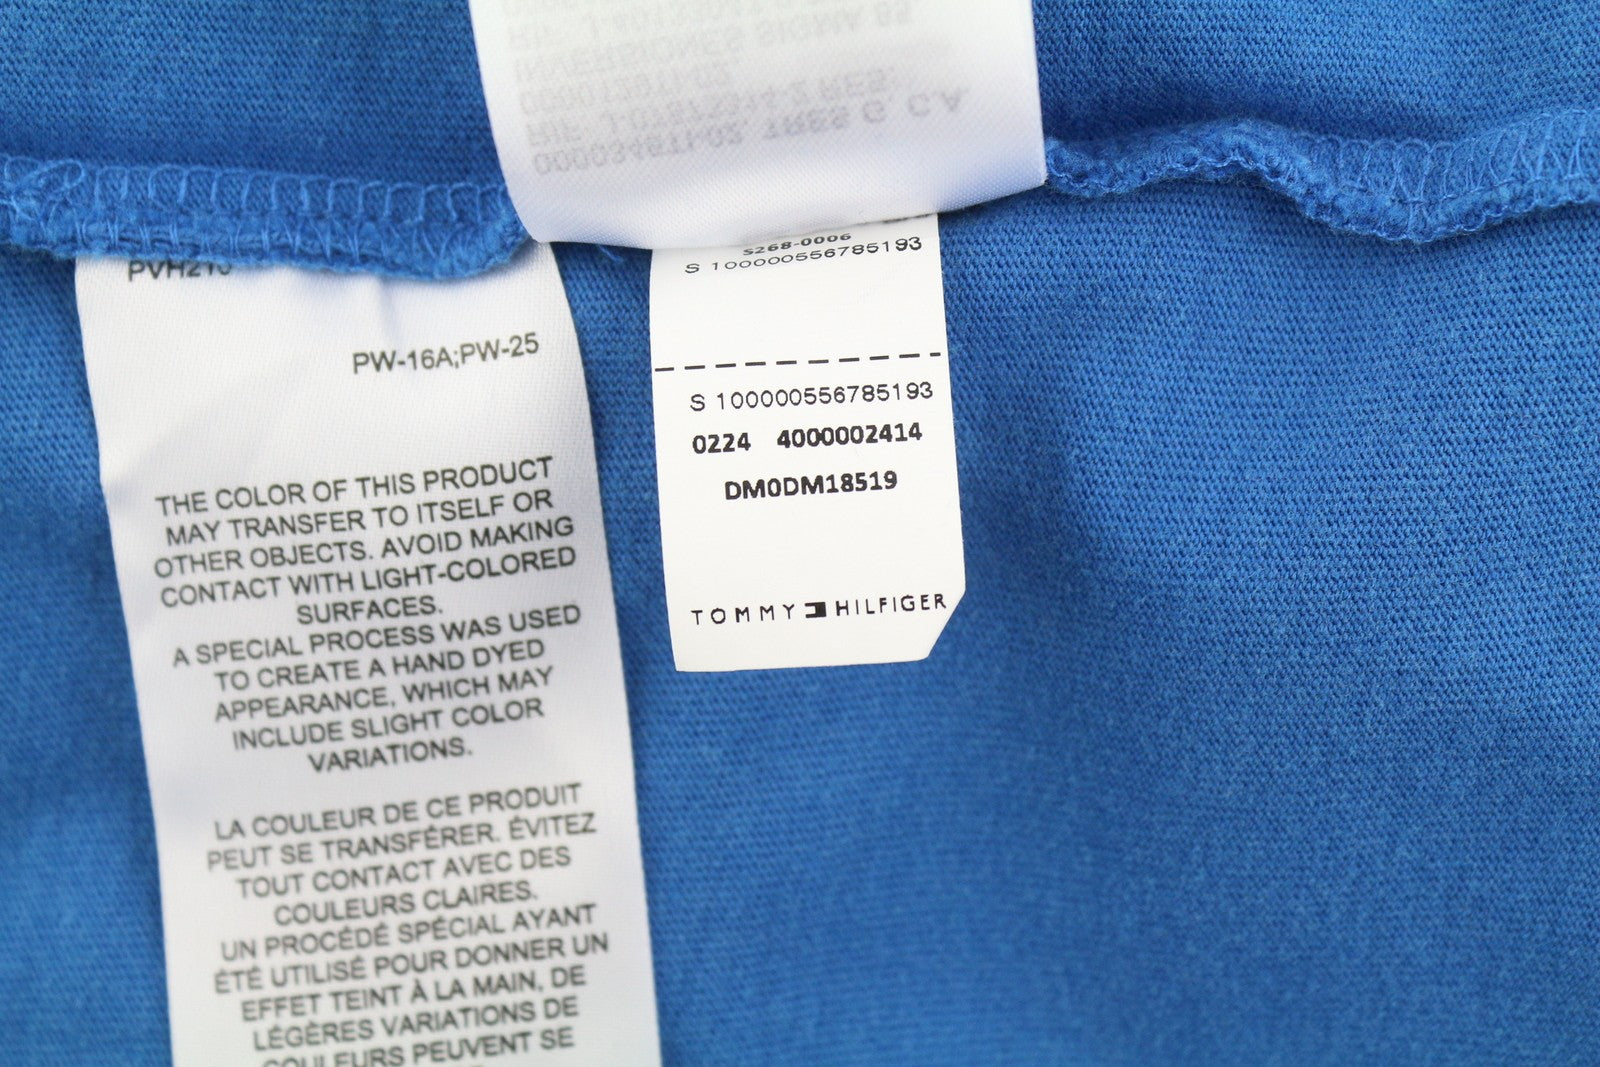 PW-16A;PW-25
THE COLOR OF THIS PRODUCT
MAY TRANSFER TO ITSELF OR
OTHER OBJECTS. AVOID MAKING
CONTACT WITH LIGHT-COLORED
SURFACES.
A SPECIAL PROCESS WAS USED
TO CREATE A HAND DYED
APPEARANCE, WHICH MAY
INCLUDE SLIGHT COLOR
VARIATIONS.
LA COULEUR DE CE PRODUIT
PEUT SE TRANSFÉRER. ÉVITEZ
TOUT CONTACT AVEC DES
COULEURS CLAIRES.
UN PROCÉDÉ SPÉCIAL AYANT
ÉTÉ UTILISÉ POUR DONNER UN
EFFET TEINT À LA MAIN, DE
LÉGÈRES VARIATIONS DE
COULEURS PEUVENT SE
S268-0006
S 100000556785193
S 100000556785193
0224 4000002414
DM0DM18519
TOMMY HILFIGER